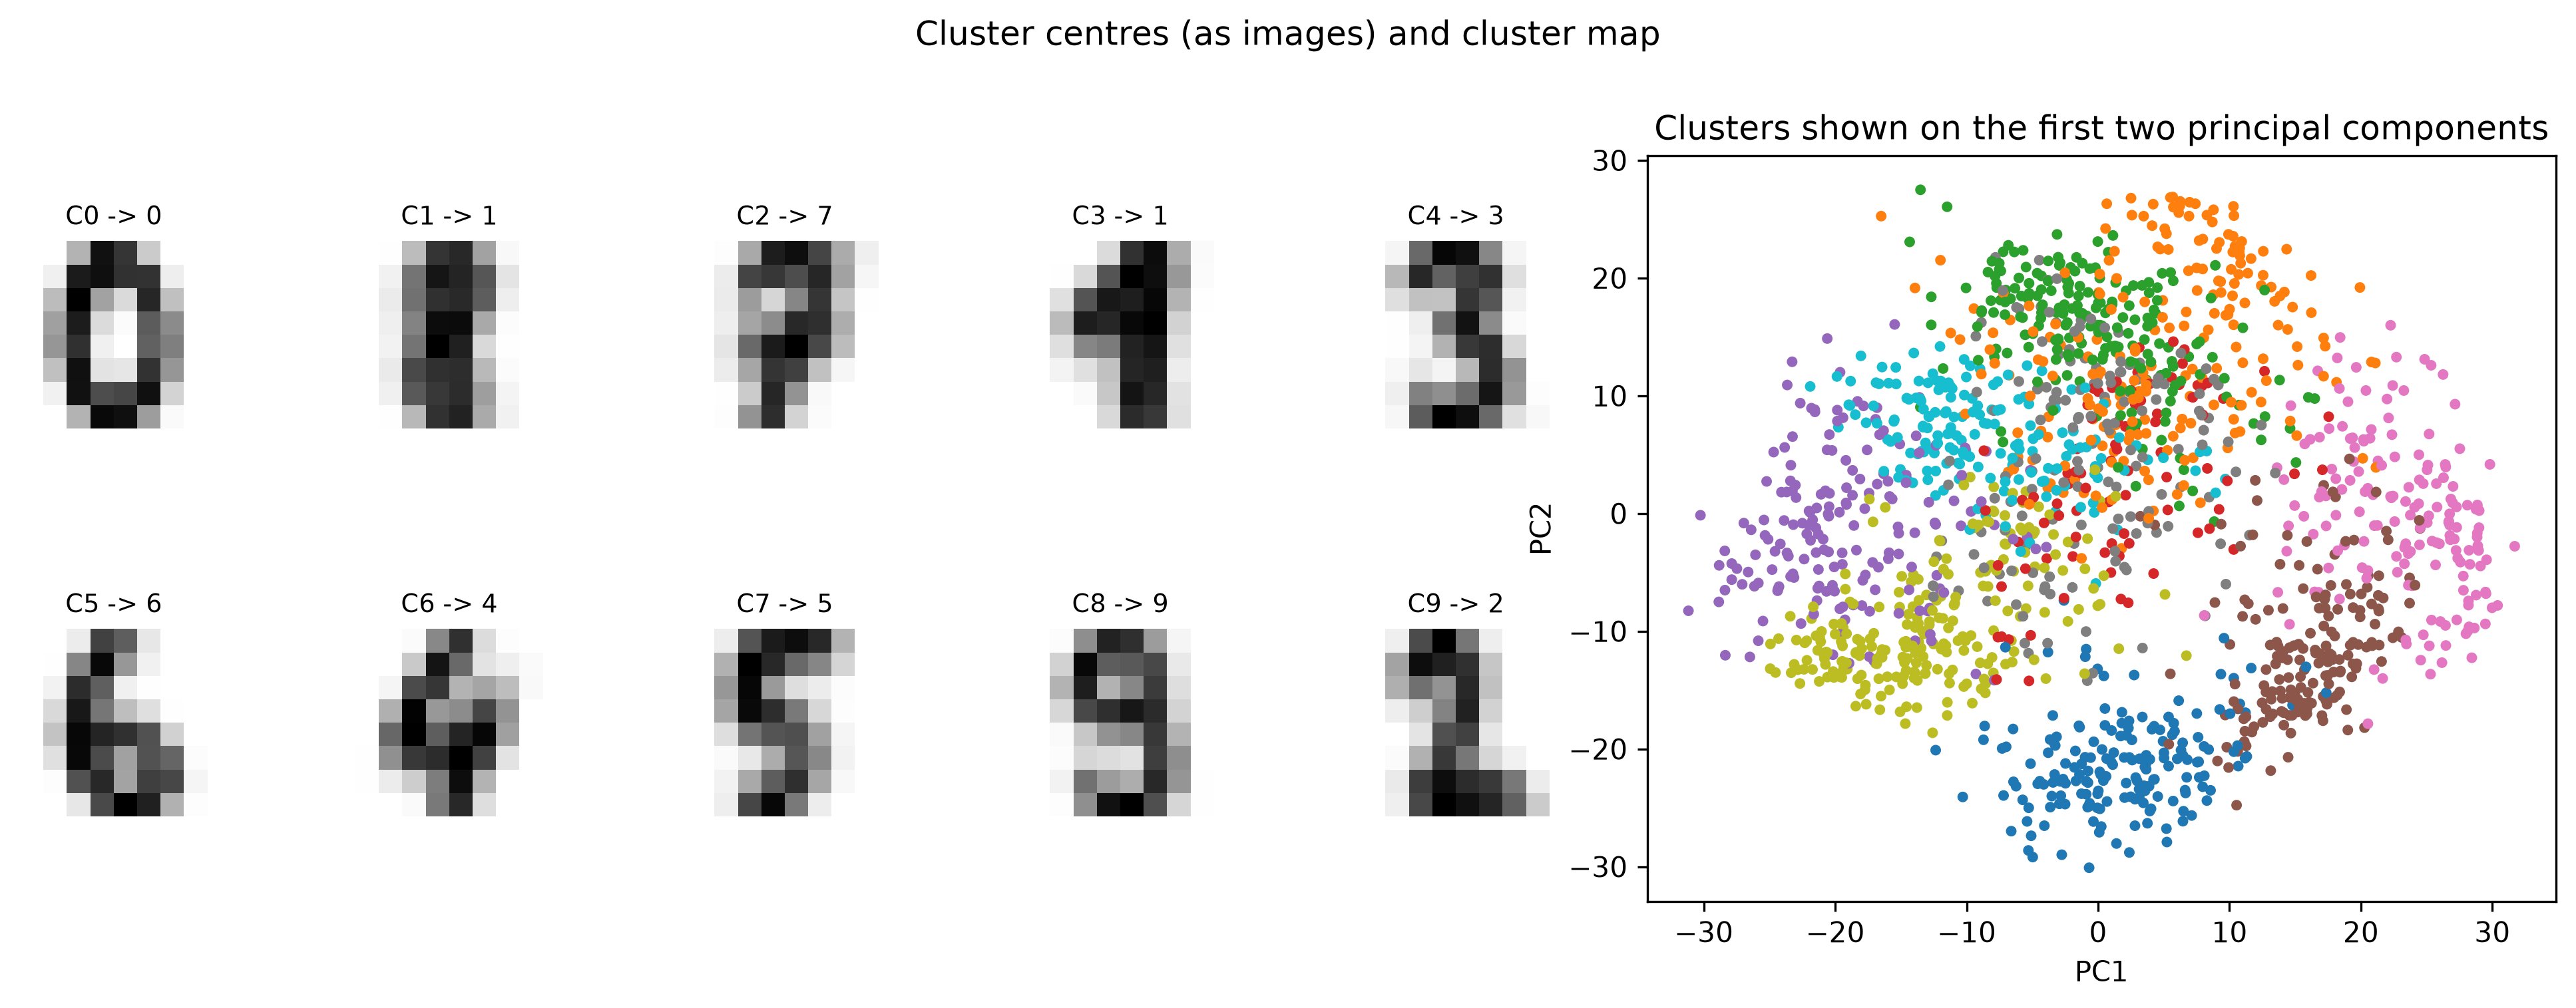 Cluster centres (as images) and cluster map
C0 -> 0
C1 -> 1
C2 -> 7
C3 -> 1
C4 -> 3
C5 -> 6
C6 -> 4
C7 -> 5
C8 -> 9
C9 -> 2
Clusters shown on the first two principal components
PC2
30
20
10
0
−10
−20
−30
−30
−20
−10
0
10
20
30
PC1